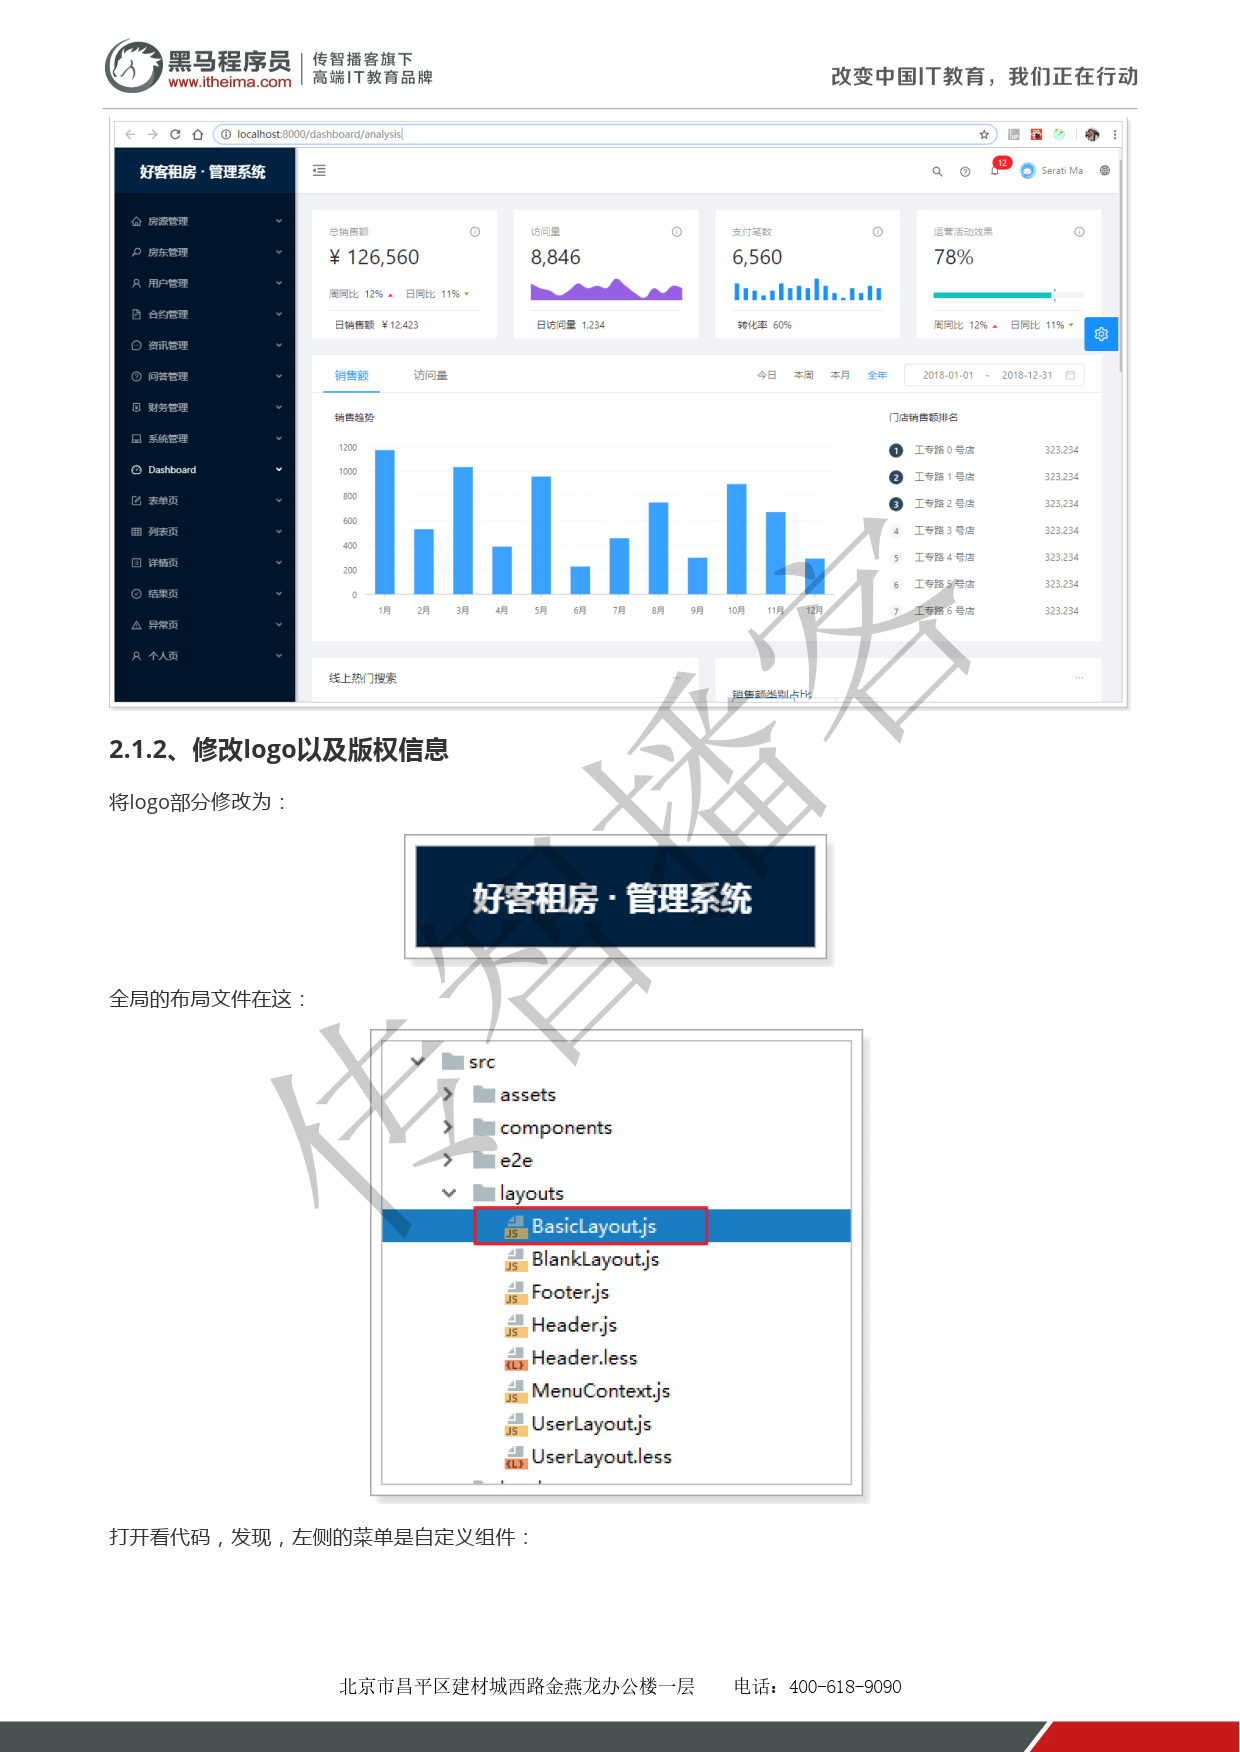 黑马程序员
www.itheima.com
传智播客旗下
高端IT教育品牌
改变中国IT教育，我们正在行动
localhost:8000/dashboard/analysis
好客租房 · 管理系统
12
Serati Ma
房源管理
房东管理
用户管理
合约管理
资讯管理
问答管理
财务管理
系统管理
Dashboard
表单页
列表页
详情页
结果页
异常页
个人页
总销售额
¥ 126,560
周同比 12% 日同比 11%
日销售额 ¥ 12,423
访问量
8,846
日访问量 1,234
支付笔数
6,560
转化率 60%
运营活动效果
78%
周同比 12% 日同比 11%
销售额 访问量
今日 本周 本月 全年 2018-01-01 ~ 2018-12-31
销售趋势
1200
1000
800
600
400
200
0
1月 2月 3月 4月 5月 6月 7月 8月 9月 10月 11月 12月
门店销售额排名
1 工专路 0 号店 323,234
2 工专路 1 号店 323,234
3 工专路 2 号店 323,234
4 工专路 3 号店 323,234
5 工专路 4 号店 323,234
6 工专路 5 号店 323,234
7 工专路 6 号店 323,234
线上热门搜索 ...
销售额类别占比 ...
2.1.2、修改logo以及版权信息
将logo部分修改为：
好客租房 · 管理系统
全局的布局文件在这：
src
assets
components
e2e
layouts
BasicLayout.js
BlankLayout.js
Footer.js
Header.js
Header.less
MenuContext.js
UserLayout.js
UserLayout.less
打开看代码，发现，左侧的菜单是自定义组件：
传智播客
北京市昌平区建材城西路金燕龙办公楼一层 电话：400-618-9090